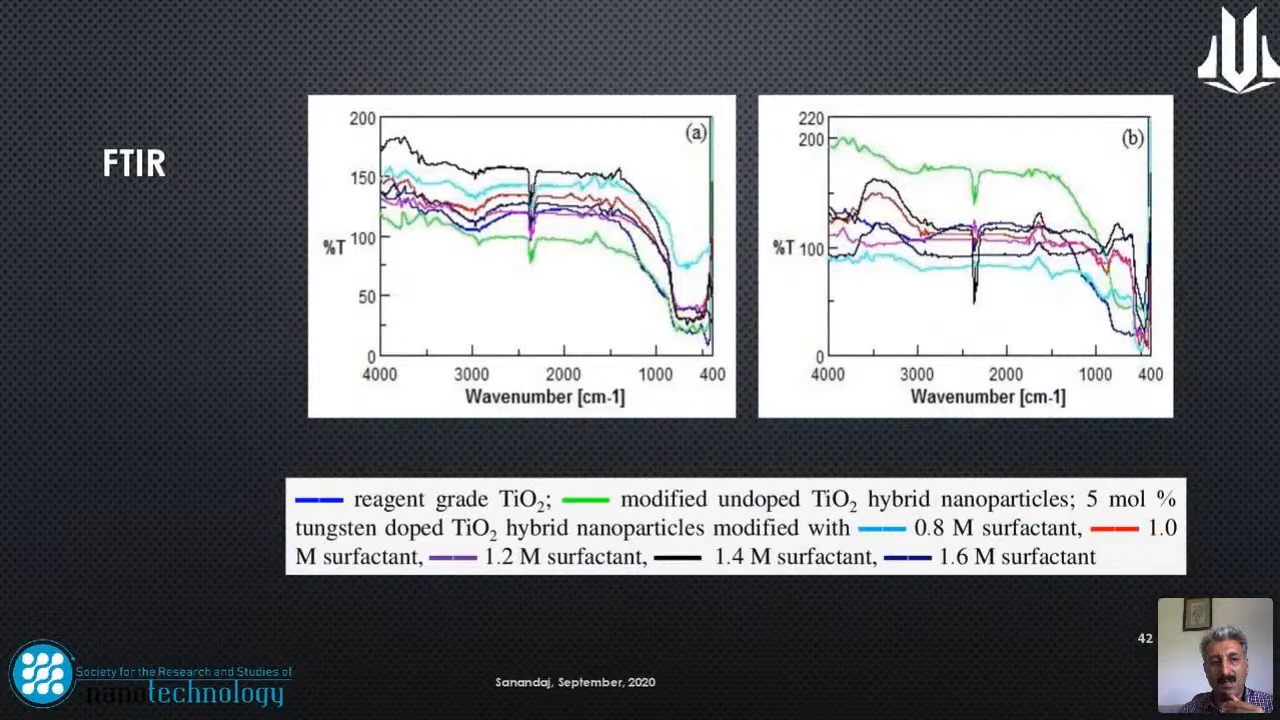 FTIR
200
150
100
50
0
%T
(a)
4000
3000
2000
1000
400
Wavenumber [cm-1]
220
200
100
0
%T
(b)
4000
3000
2000
1000
400
Wavenumber [cm-1]
reagent grade TiO₂; modified undoped TiO₂ hybrid nanoparticles; 5 mol %
tungsten doped TiO₂ hybrid nanoparticles modified with 0.8 M surfactant, 1.0
M surfactant, 1.2 M surfactant, 1.4 M surfactant, 1.6 M surfactant
42
Society for the Research and Studies of
nanotechnology
Sanandaj, September, 2020